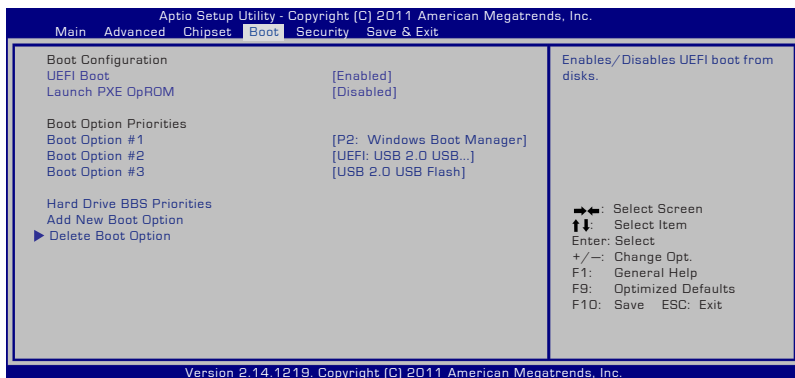 Aptio Setup Utility - Copyright (C) 2011 American Megatrends, Inc.
Main Advanced Chipset Boot Security Save & Exit
Boot Configuration
UEFI Boot [Enabled]
Launch PXE OpROM [Disabled]
Boot Option Priorities
Boot Option #1 [P2: Windows Boot Manager]
Boot Option #2 [UEFI: USB 2.0 USB...]
Boot Option #3 [USB 2.0 USB Flash]
Hard Drive BBS Priorities
Add New Boot Option
▶ Delete Boot Option
Enables/Disables UEFI boot from
disks.
→←: Select Screen
↑↓: Select Item
Enter: Select
+/—: Change Opt.
F1: General Help
F9: Optimized Defaults
F10: Save ESC: Exit
Version 2.14.1219. Copyright (C) 2011 American Megatrends, Inc.